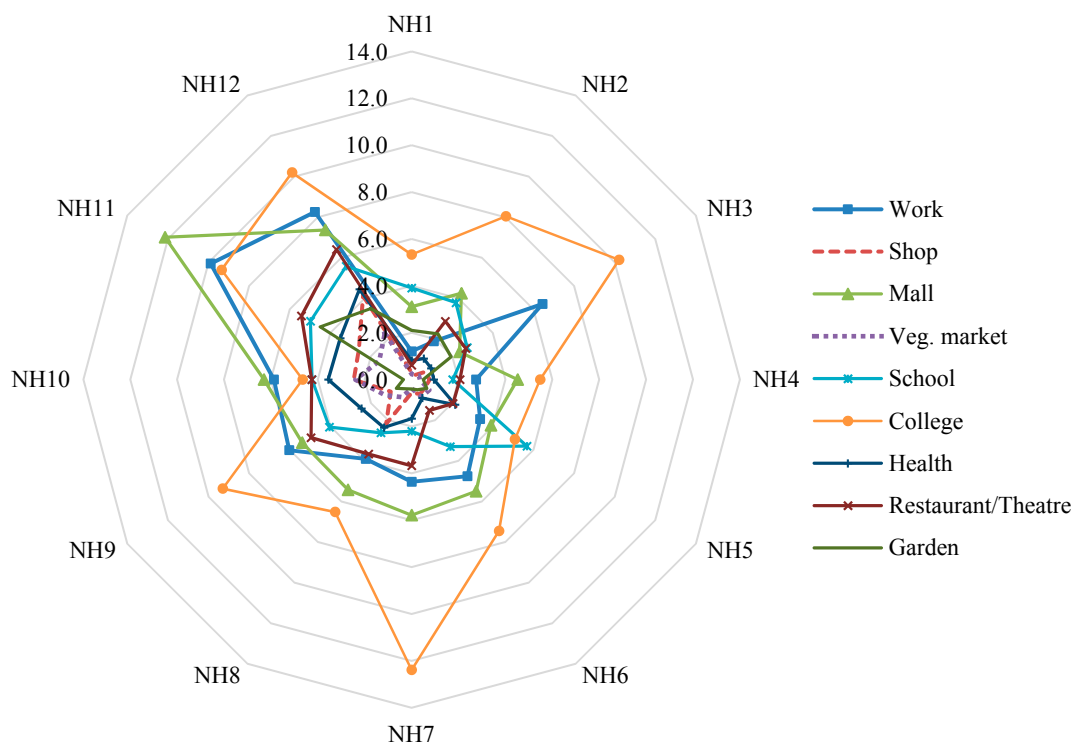 NH1
14.0
NH12
NH2
12.0
10.0
NH11
NH3
8.0
6.0
4.0
2.0
NH10
0.0
NH4
NH9
NH5
NH8
NH6
NH7
Work
Shop
Mall
Veg. market
School
College
Health
Restaurant/Theatre
Garden